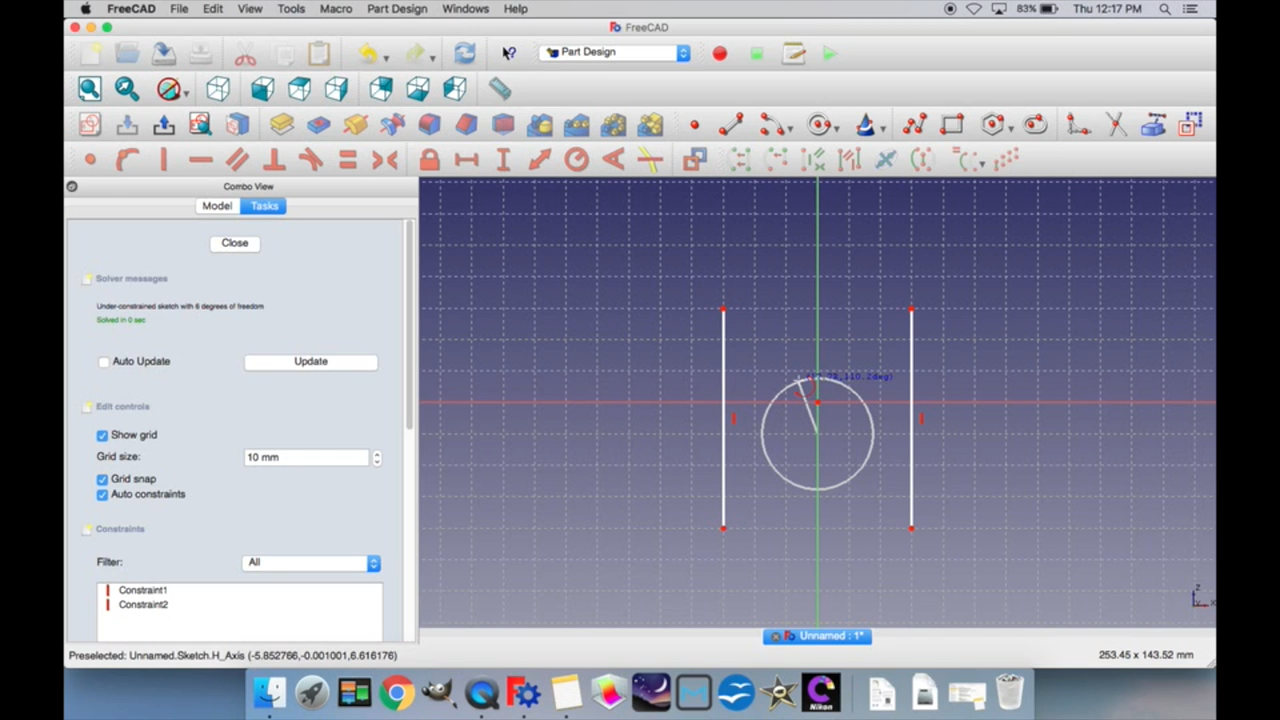 FreeCAD File Edit View Tools Macro Part Design Windows Help 83% Thu 12:17 PM
FreeCAD
Part Design
Combo View
Model Tasks
Close
Solver messages
Under-constrained sketch with 6 degrees of freedom
Solved in 0 sec
Auto Update Update
Edit controls
Show grid
Grid size: 10 mm
Grid snap
Auto constraints
Constraints
Filter: All
Constraint1
Constraint2
Z
X
Unnamed : 1*
Preselected: Unnamed.Sketch.H_Axis (-5.852766,-0.001001,6.616176) 253.45 x 143.52 mm
Nikon